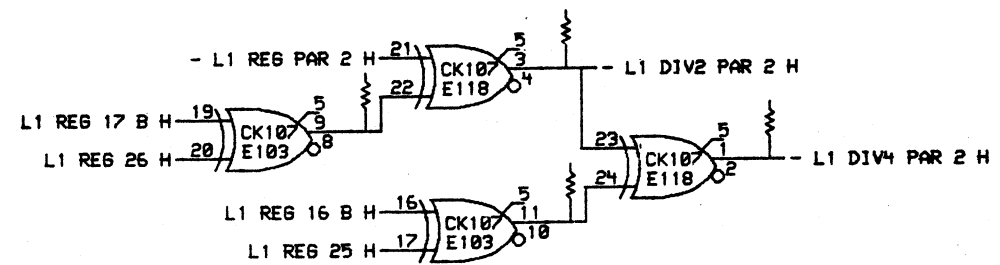 - L1 REG PAR 2 H
21
22
CK107
E118
5
3
4
- L1 DIV2 PAR 2 H
L1 REG 17 B H
19
L1 REG 26 H
20
CK107
E103
5
9
8
23
24
CK107
E118
5
1
2
- L1 DIV4 PAR 2 H
L1 REG 16 B H
16
L1 REG 25 H
17
CK107
E103
5
11
10